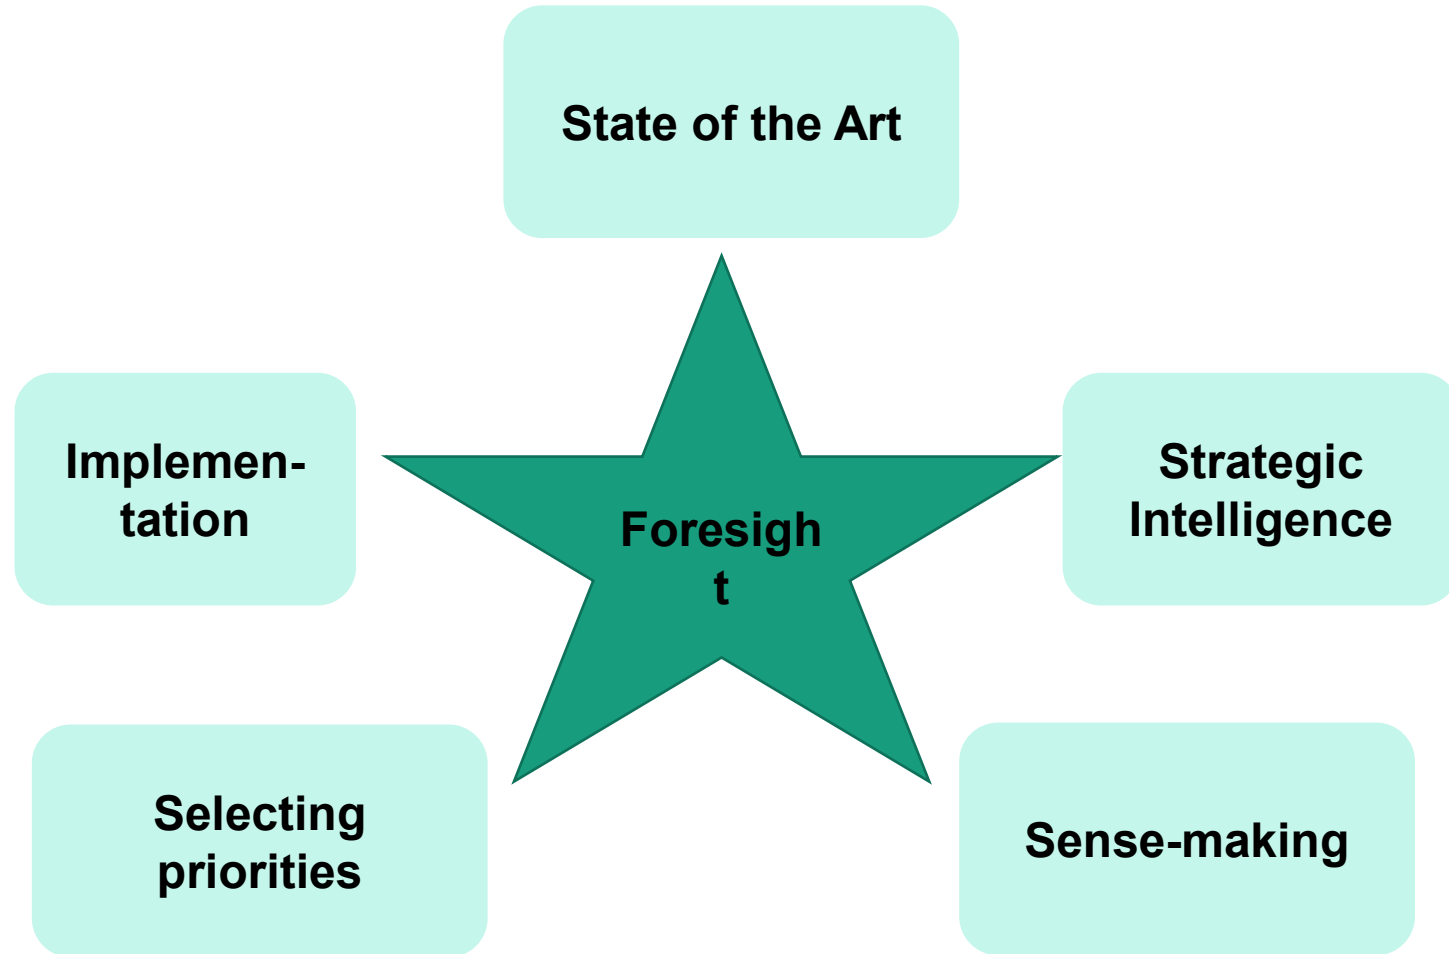 State of the Art
Implemen-
tation
Strategic
Intelligence
Foresigh
t
Selecting
priorities
Sense-making